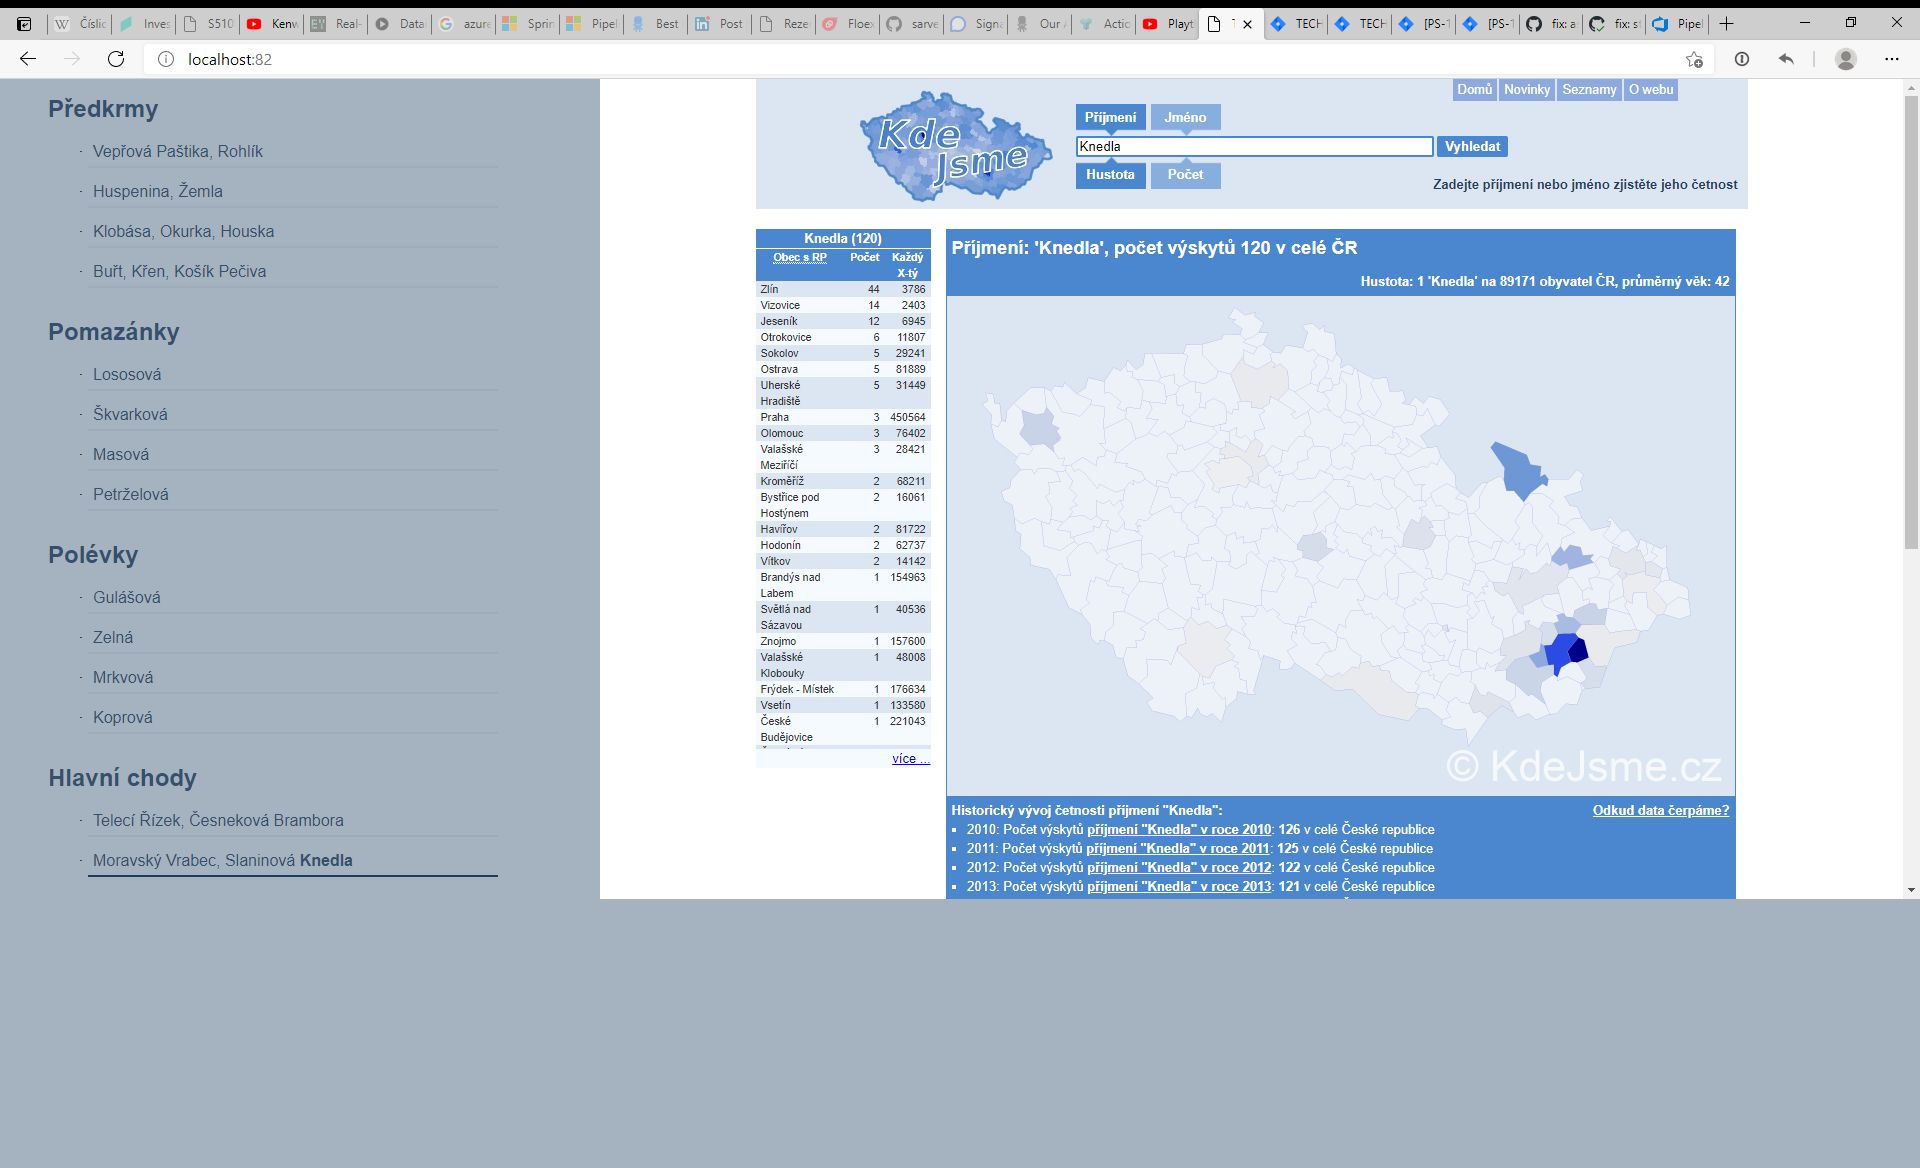 Číslic
Inves
S510
Kenw
Real-
Data
azure
Sprin
Pipel
Best
Post
Reze
Floex
sarve
Signa
Our A
Actio
Playt
TECH
TECH
[PS-1
[PS-1
fix: a
fix: s
Pipel
localhost:82
Předkrmy
· Vepřová Paštika, Rohlík
· Huspenina, Žemla
· Klobása, Okurka, Houska
· Buřt, Křen, Košík Pečiva
Pomazánky
· Lososová
· Škvarková
· Masová
· Petrželová
Polévky
· Gulášová
· Zelná
· Mrkvová
· Koprová
Hlavní chody
· Telecí Řízek, Česneková Brambora
· Moravský Vrabec, Slaninová Knedla
Domů Novinky Seznamy O webu
Kde
Jsme
Příjmení Jméno
Knedla Vyhledat
Hustota Počet
Zadejte příjmení nebo jméno zjistěte jeho četnost
Knedla (120)
Obec s RP Počet Každý
X-tý
Zlín 44 3786
Vizovice 14 2403
Jeseník 12 6945
Otrokovice 6 11807
Sokolov 5 29241
Ostrava 5 81889
Uherské 5 31449
Hradiště
Praha 3 450564
Olomouc 3 76402
Valašské 3 28421
Meziříčí
Kroměříž 2 68211
Bystřice pod 2 16061
Hostýnem
Havířov 2 81722
Hodonín 2 62737
Vítkov 2 14142
Brandýs nad 1 154963
Labem
Světlá nad 1 40536
Sázavou
Znojmo 1 157600
Valašské 1 48008
Klobouky
Frýdek - Místek 1 176634
Vsetín 1 133580
České 1 221043
Budějovice
více ...
Příjmení: 'Knedla', počet výskytů 120 v celé ČR
Hustota: 1 'Knedla' na 89171 obyvatel ČR, průměrný věk: 42
© KdeJsme.cz
Historický vývoj četnosti příjmení "Knedla": Odkud data čerpáme?
▪ 2010: Počet výskytů příjmení "Knedla" v roce 2010: 126 v celé České republice
▪ 2011: Počet výskytů příjmení "Knedla" v roce 2011: 125 v celé České republice
▪ 2012: Počet výskytů příjmení "Knedla" v roce 2012: 122 v celé České republice
▪ 2013: Počet výskytů příjmení "Knedla" v roce 2013: 121 v celé České republice